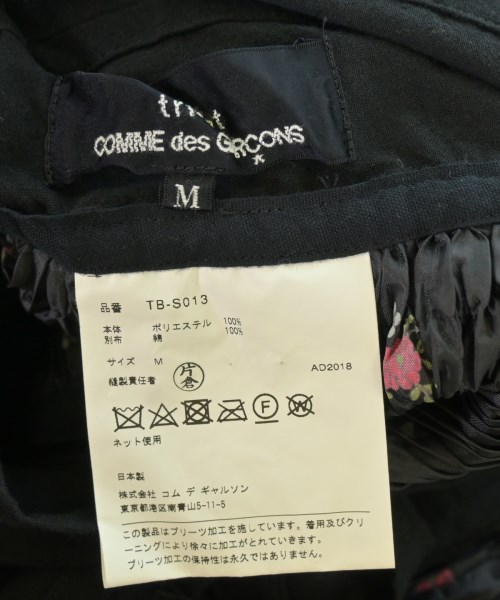 COMME des GARCONS
M
品番 TB-S013
本体 ポリエステル 100%
別布 綿 100%
サイズ M
縫製責任者 片倉 AD2018
F W
ネット使用
日本製
株式会社 コム デ ギャルソン
東京都港区南青山5-11-5
この製品はプリーツ加工を施しています。着用及びクリ
ーニングにより徐々に加工がとれていきます。
プリーツ加工の保持性は永久ではありません。